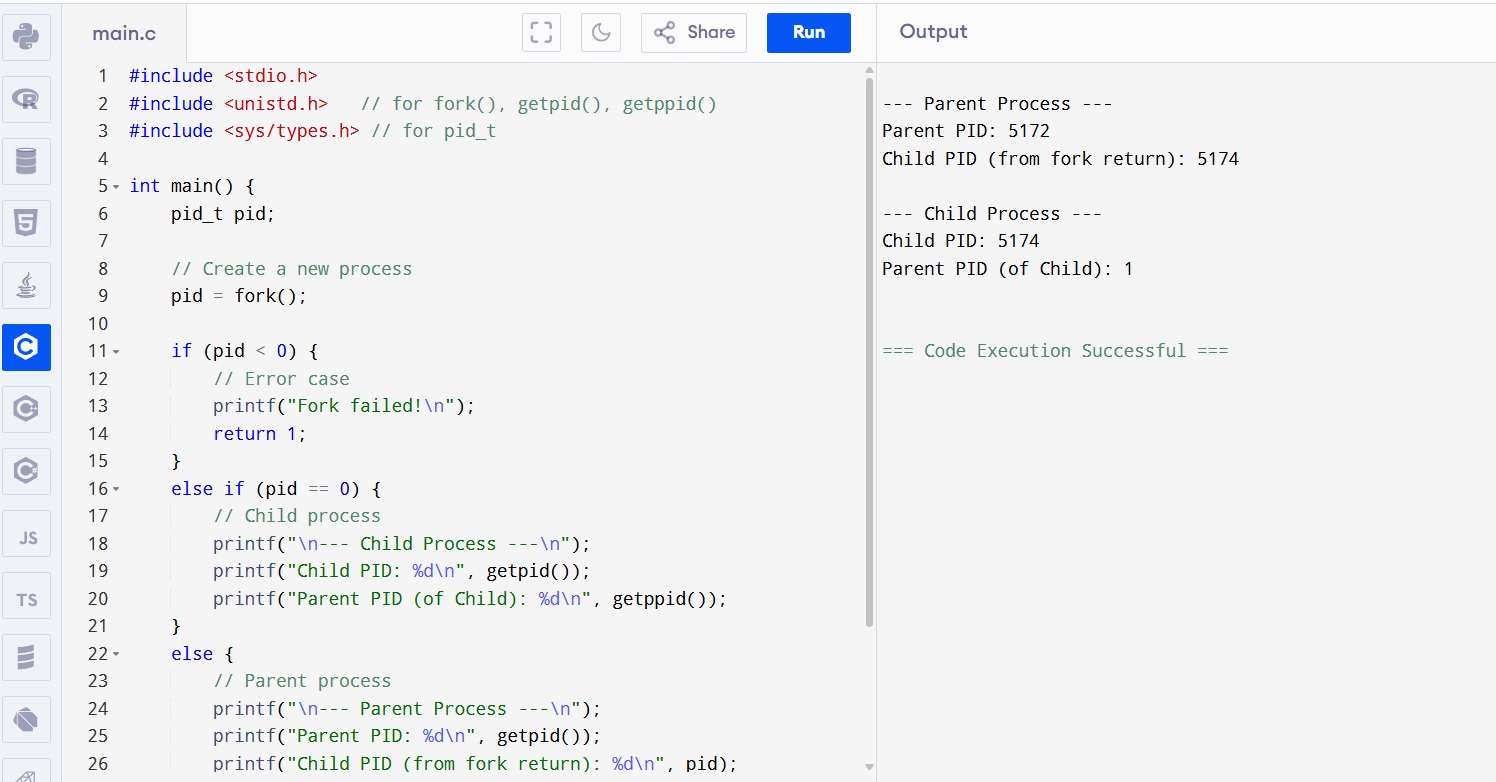 main.c
Share
Run
Output
1 #include <stdio.h>
2 #include <unistd.h>   // for fork(), getpid(), getppid()
3 #include <sys/types.h> // for pid_t
4
5 int main() {
6     pid_t pid;
7
8     // Create a new process
9     pid = fork();
10
11     if (pid < 0) {
12         // Error case
13         printf("Fork failed!\n");
14         return 1;
15     }
16     else if (pid == 0) {
17         // Child process
18         printf("\n--- Child Process ---\n");
19         printf("Child PID: %d\n", getpid());
20         printf("Parent PID (of Child): %d\n", getppid());
21     }
22     else {
23         // Parent process
24         printf("\n--- Parent Process ---\n");
25         printf("Parent PID: %d\n", getpid());
26         printf("Child PID (from fork return): %d\n", pid);
--- Parent Process ---
Parent PID: 5172
Child PID (from fork return): 5174
--- Child Process ---
Child PID: 5174
Parent PID (of Child): 1
=== Code Execution Successful ===
R
5
C
C
C
JS
TS